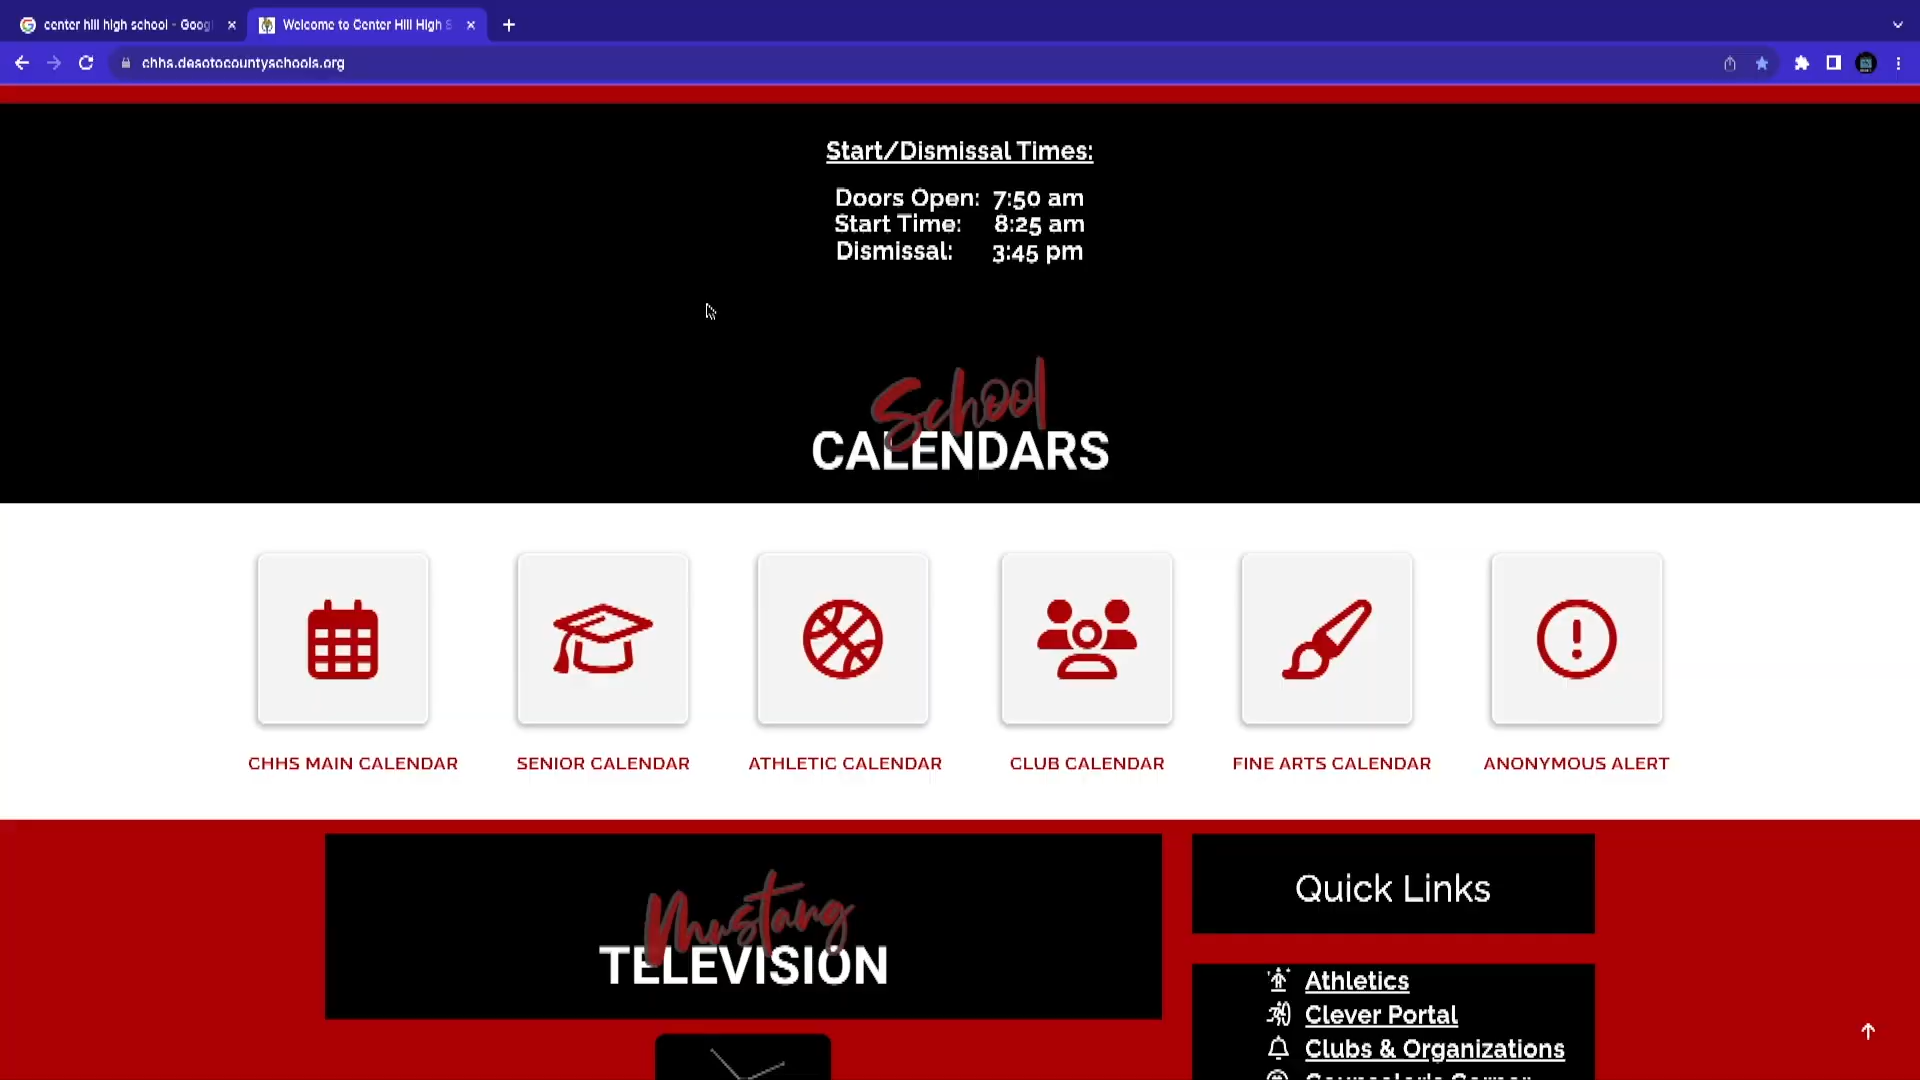 center hill high school - Goog
Welcome to Center Hill High S
chhs.desotocountyschools.org
Start/Dismissal Times:
Doors Open: 7:50 am
Start Time: 8:25 am
Dismissal: 3:45 pm
School
CALENDARS
CHHS MAIN CALENDAR
SENIOR CALENDAR
ATHLETIC CALENDAR
CLUB CALENDAR
FINE ARTS CALENDAR
ANONYMOUS ALERT
Mustang
TELEVISION
Quick Links
Athletics
Clever Portal
Clubs & Organizations